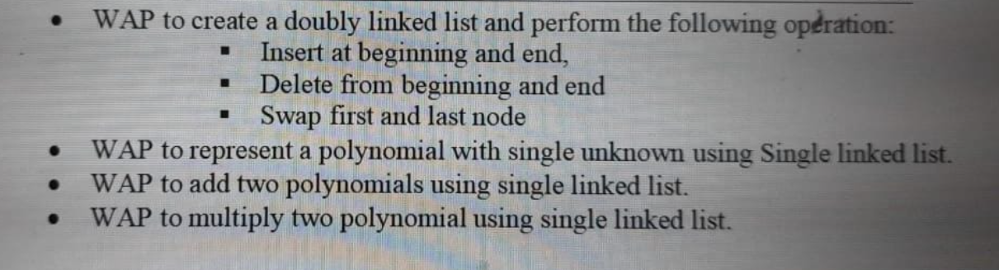 • WAP to create a doubly linked list and perform the following operation:
▪ Insert at beginning and end,
▪ Delete from beginning and end
▪ Swap first and last node
• WAP to represent a polynomial with single unknown using Single linked list.
• WAP to add two polynomials using single linked list.
• WAP to multiply two polynomial using single linked list.